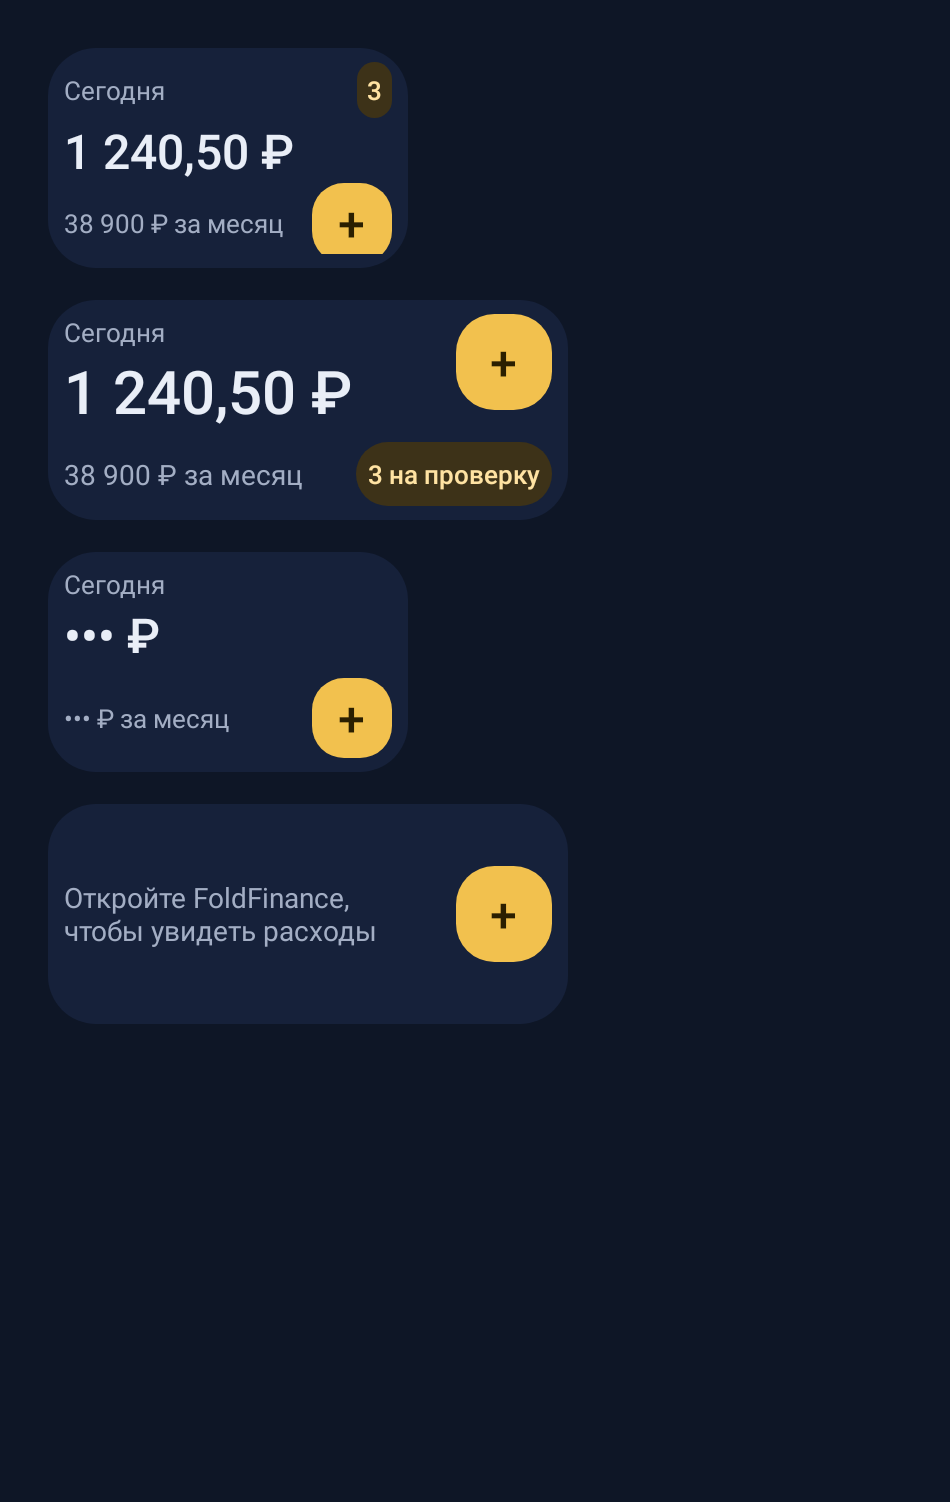 Сегодня 3
1 240,50 ₽
38 900 ₽ за месяц +
Сегодня +
1 240,50 ₽
38 900 ₽ за месяц 3 на проверку
Сегодня
••• ₽
••• ₽ за месяц +
Откройте FoldFinance,
чтобы увидеть расходы
+